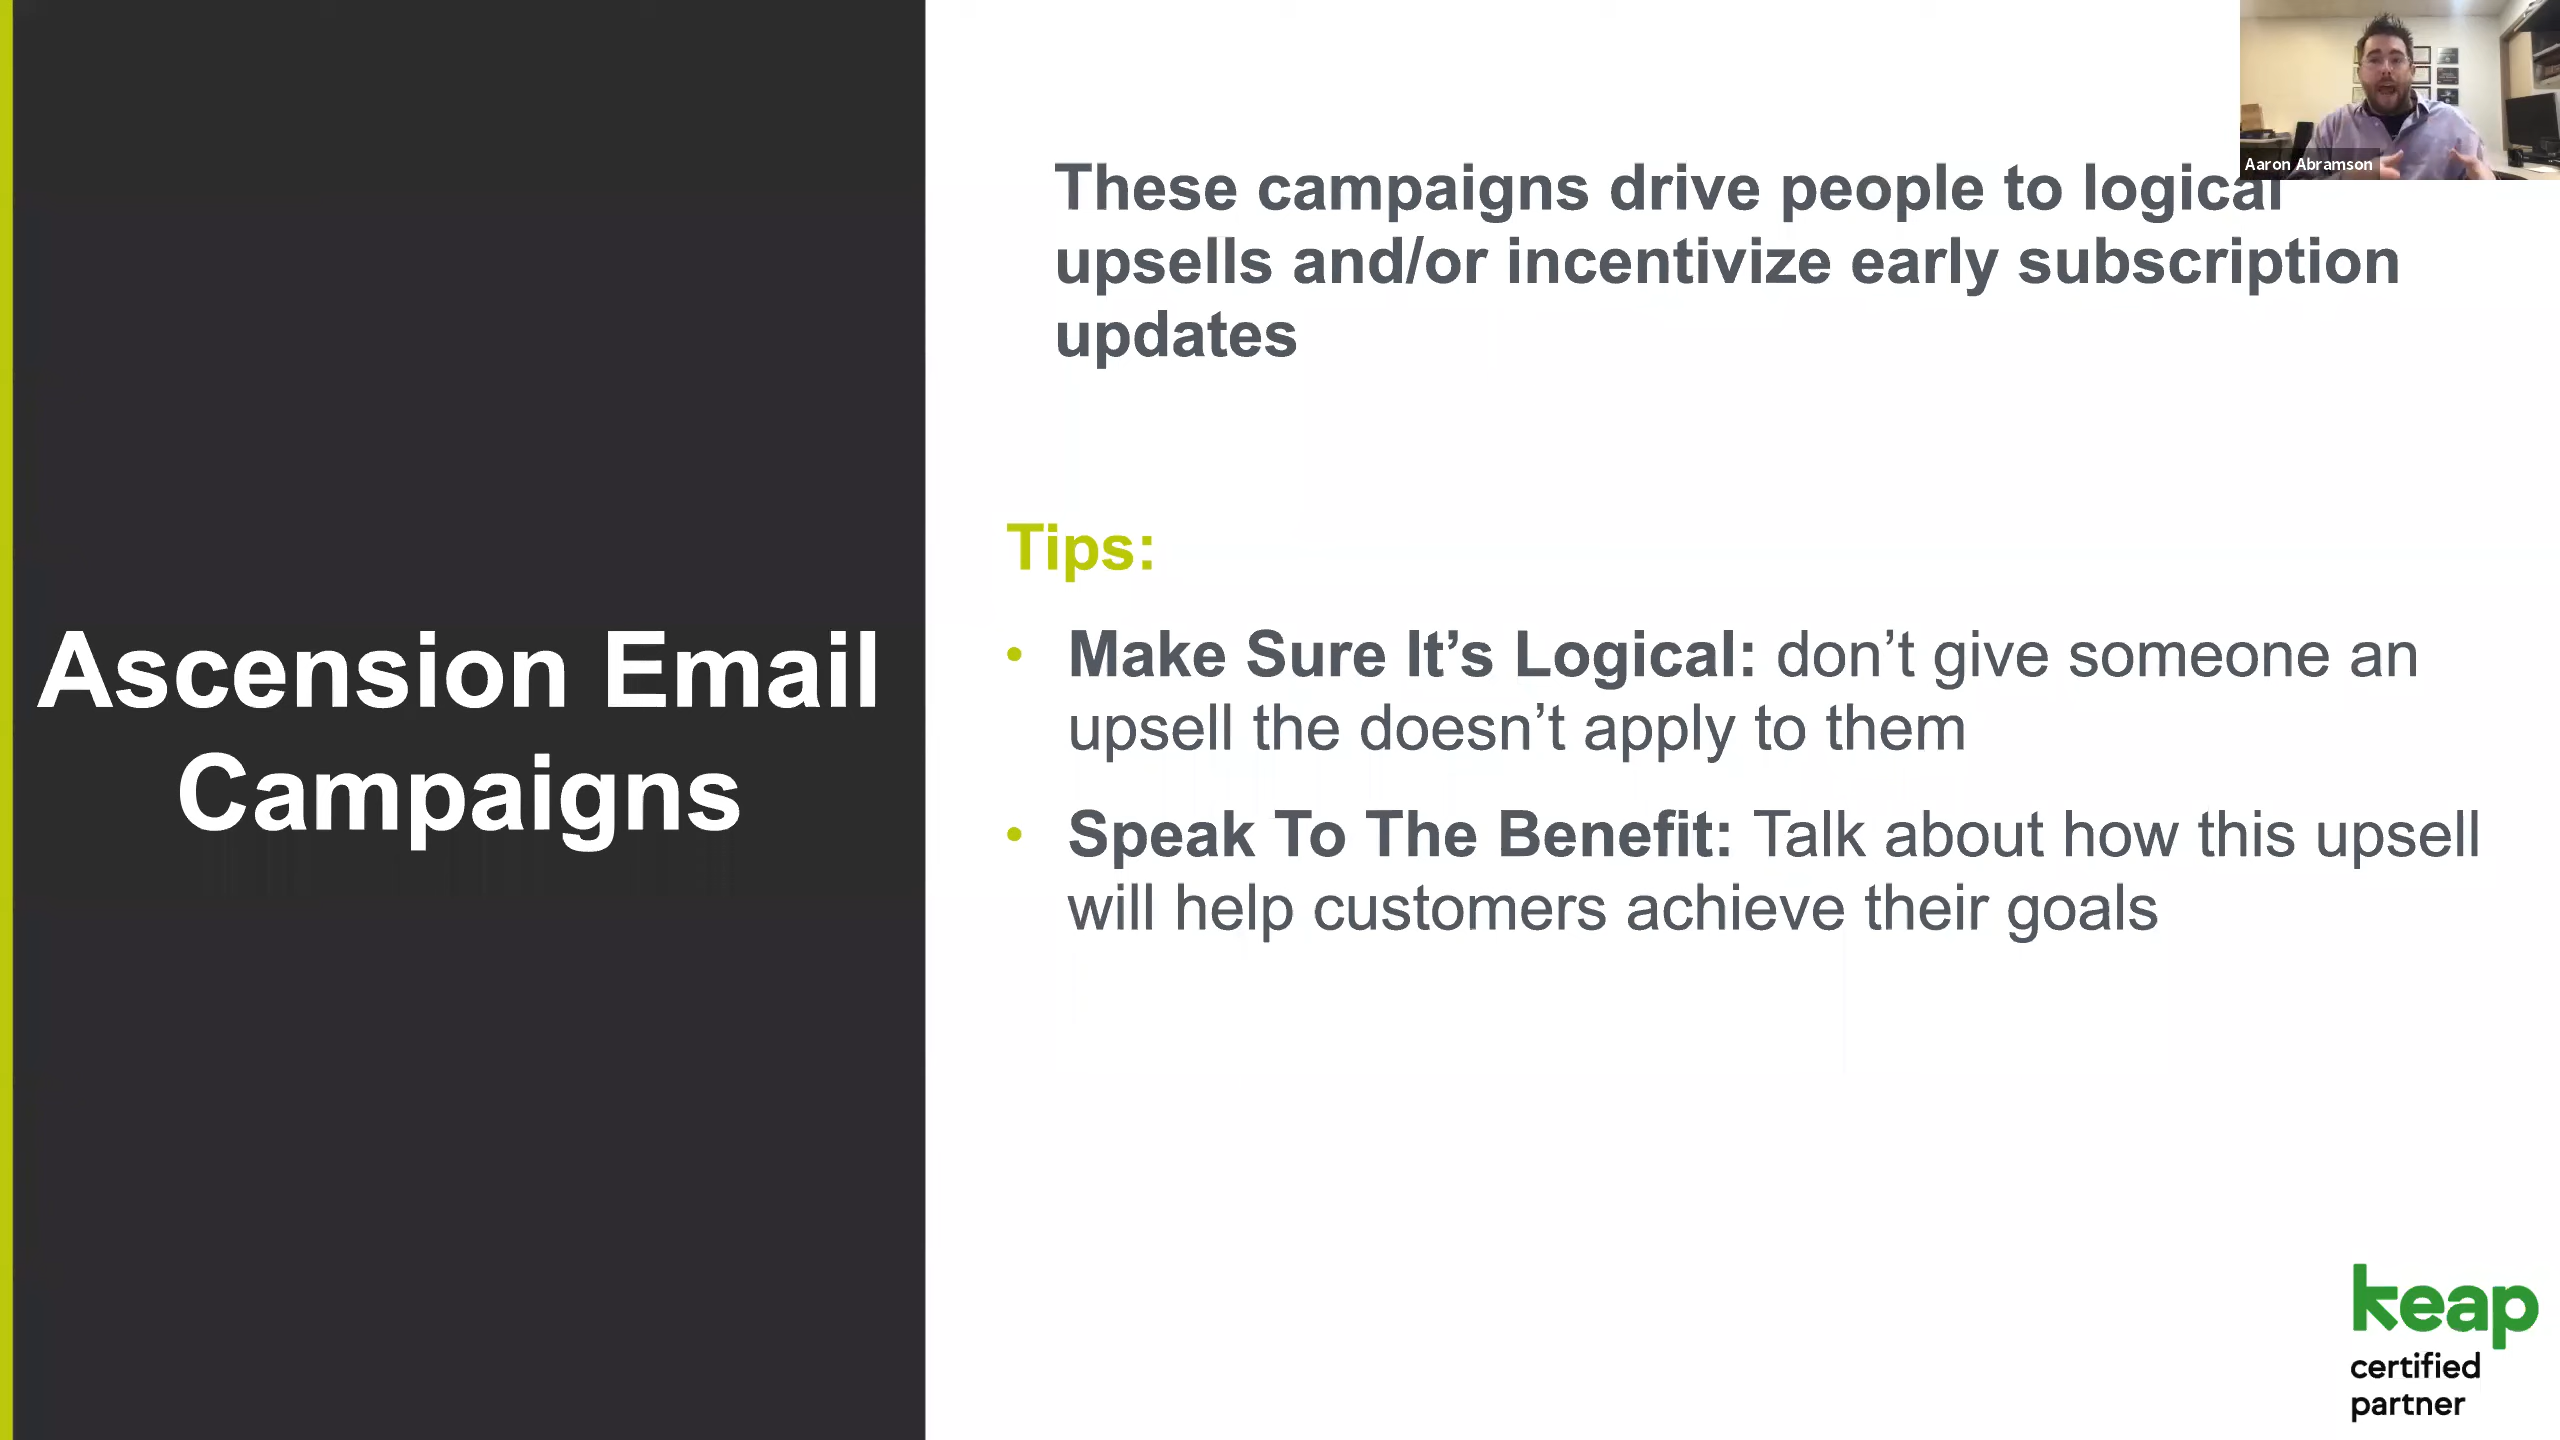 Aaron Abramson
These campaigns drive people to logical
upsells and/or incentivize early subscription
updates
Ascension Email
Campaigns
Tips:
• Make Sure It’s Logical: don’t give someone an
upsell the doesn’t apply to them
• Speak To The Benefit: Talk about how this upsell
will help customers achieve their goals
keap
certified
partner